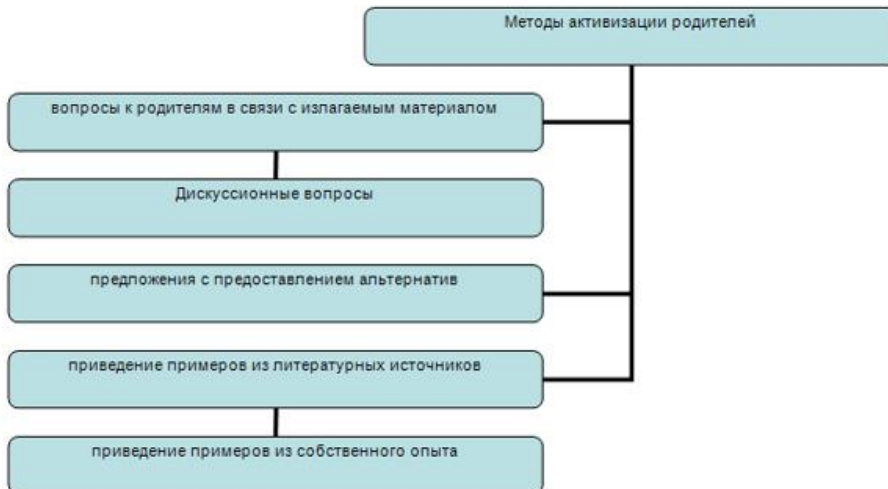 Методы активизации родителей
вопросы к родителям в связи с излагаемым материалом
Дискуссионные вопросы
предложения с предоставлением альтернатив
приведение примеров из литературных источников
приведение примеров из собственного опыта